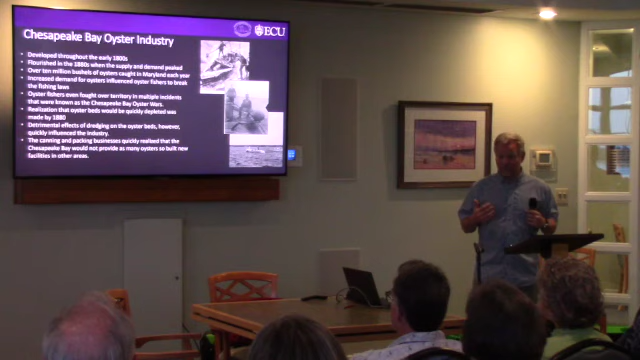 ECU
Chesapeake Bay Oyster Industry
• Developed throughout the early 1800s
• Flourished in the 1880s when the supply and demand peaked
• Over ten million bushels of oysters caught in Maryland each year
• Increased demand for oysters influenced oyster fishers to break
the fishing laws
• Oyster fishers even fought over territory in multiple incidents
that were known as the Chesapeake Bay Oyster Wars.
• Realization that oyster beds would be quickly depleted was
made by 1880
• Detrimental effects of dredging on the oyster beds, however,
quickly influenced the industry.
• The canning and packing businesses quickly realized that the
Chesapeake Bay would not provide as many oysters so built new
facilities in other areas.